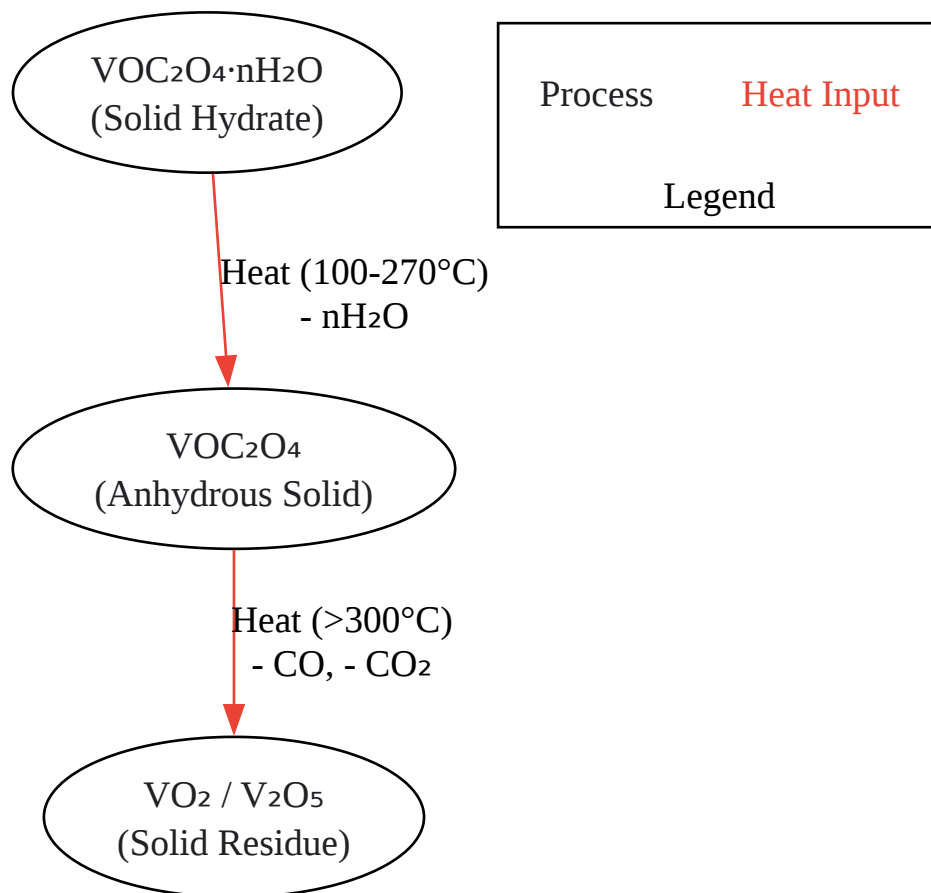 VOC₂O₄·nH₂O
(Solid Hydrate)
Process
Heat Input
Legend
Heat (100-270°C)
- nH₂O
VOC₂O₄
(Anhydrous Solid)
Heat (>300°C)
- CO, - CO₂
VO₂ / V₂O₅
(Solid Residue)